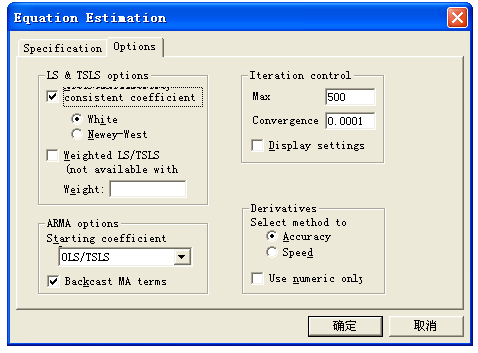 Equation Estimation
Specification
Options
LS & TSLS options
consistent coefficient
White
Newey-West
Weighted LS/TSLS
(not available with
Weight:
ARMA options
Starting coefficient
OLS/TSLS
Backcast MA terms
Iteration control
Max
500
Convergence
0.0001
Display settings
Derivatives
Select method to
Accuracy
Speed
Use numeric only
确定
取消